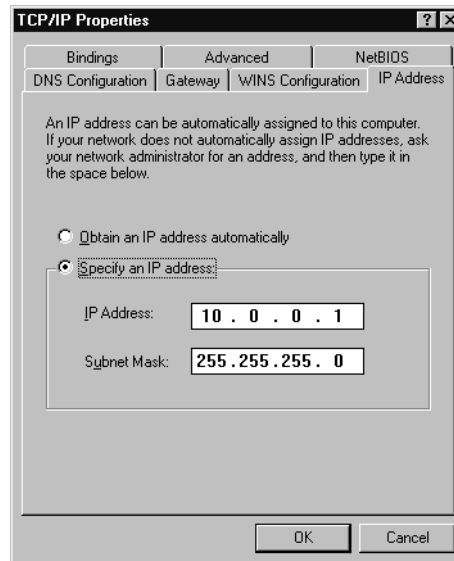 TCP/IP Properties
Bindings Advanced NetBIOS
DNS Configuration Gateway WINS Configuration IP Address
An IP address can be automatically assigned to this computer.
If your network does not automatically assign IP addresses, ask
your network administrator for an address, and then type it in
the space below.
Obtain an IP address automatically
Specify an IP address:
IP Address: 10 . 0 . 0 . 1
Subnet Mask: 255.255.255. 0
OK Cancel